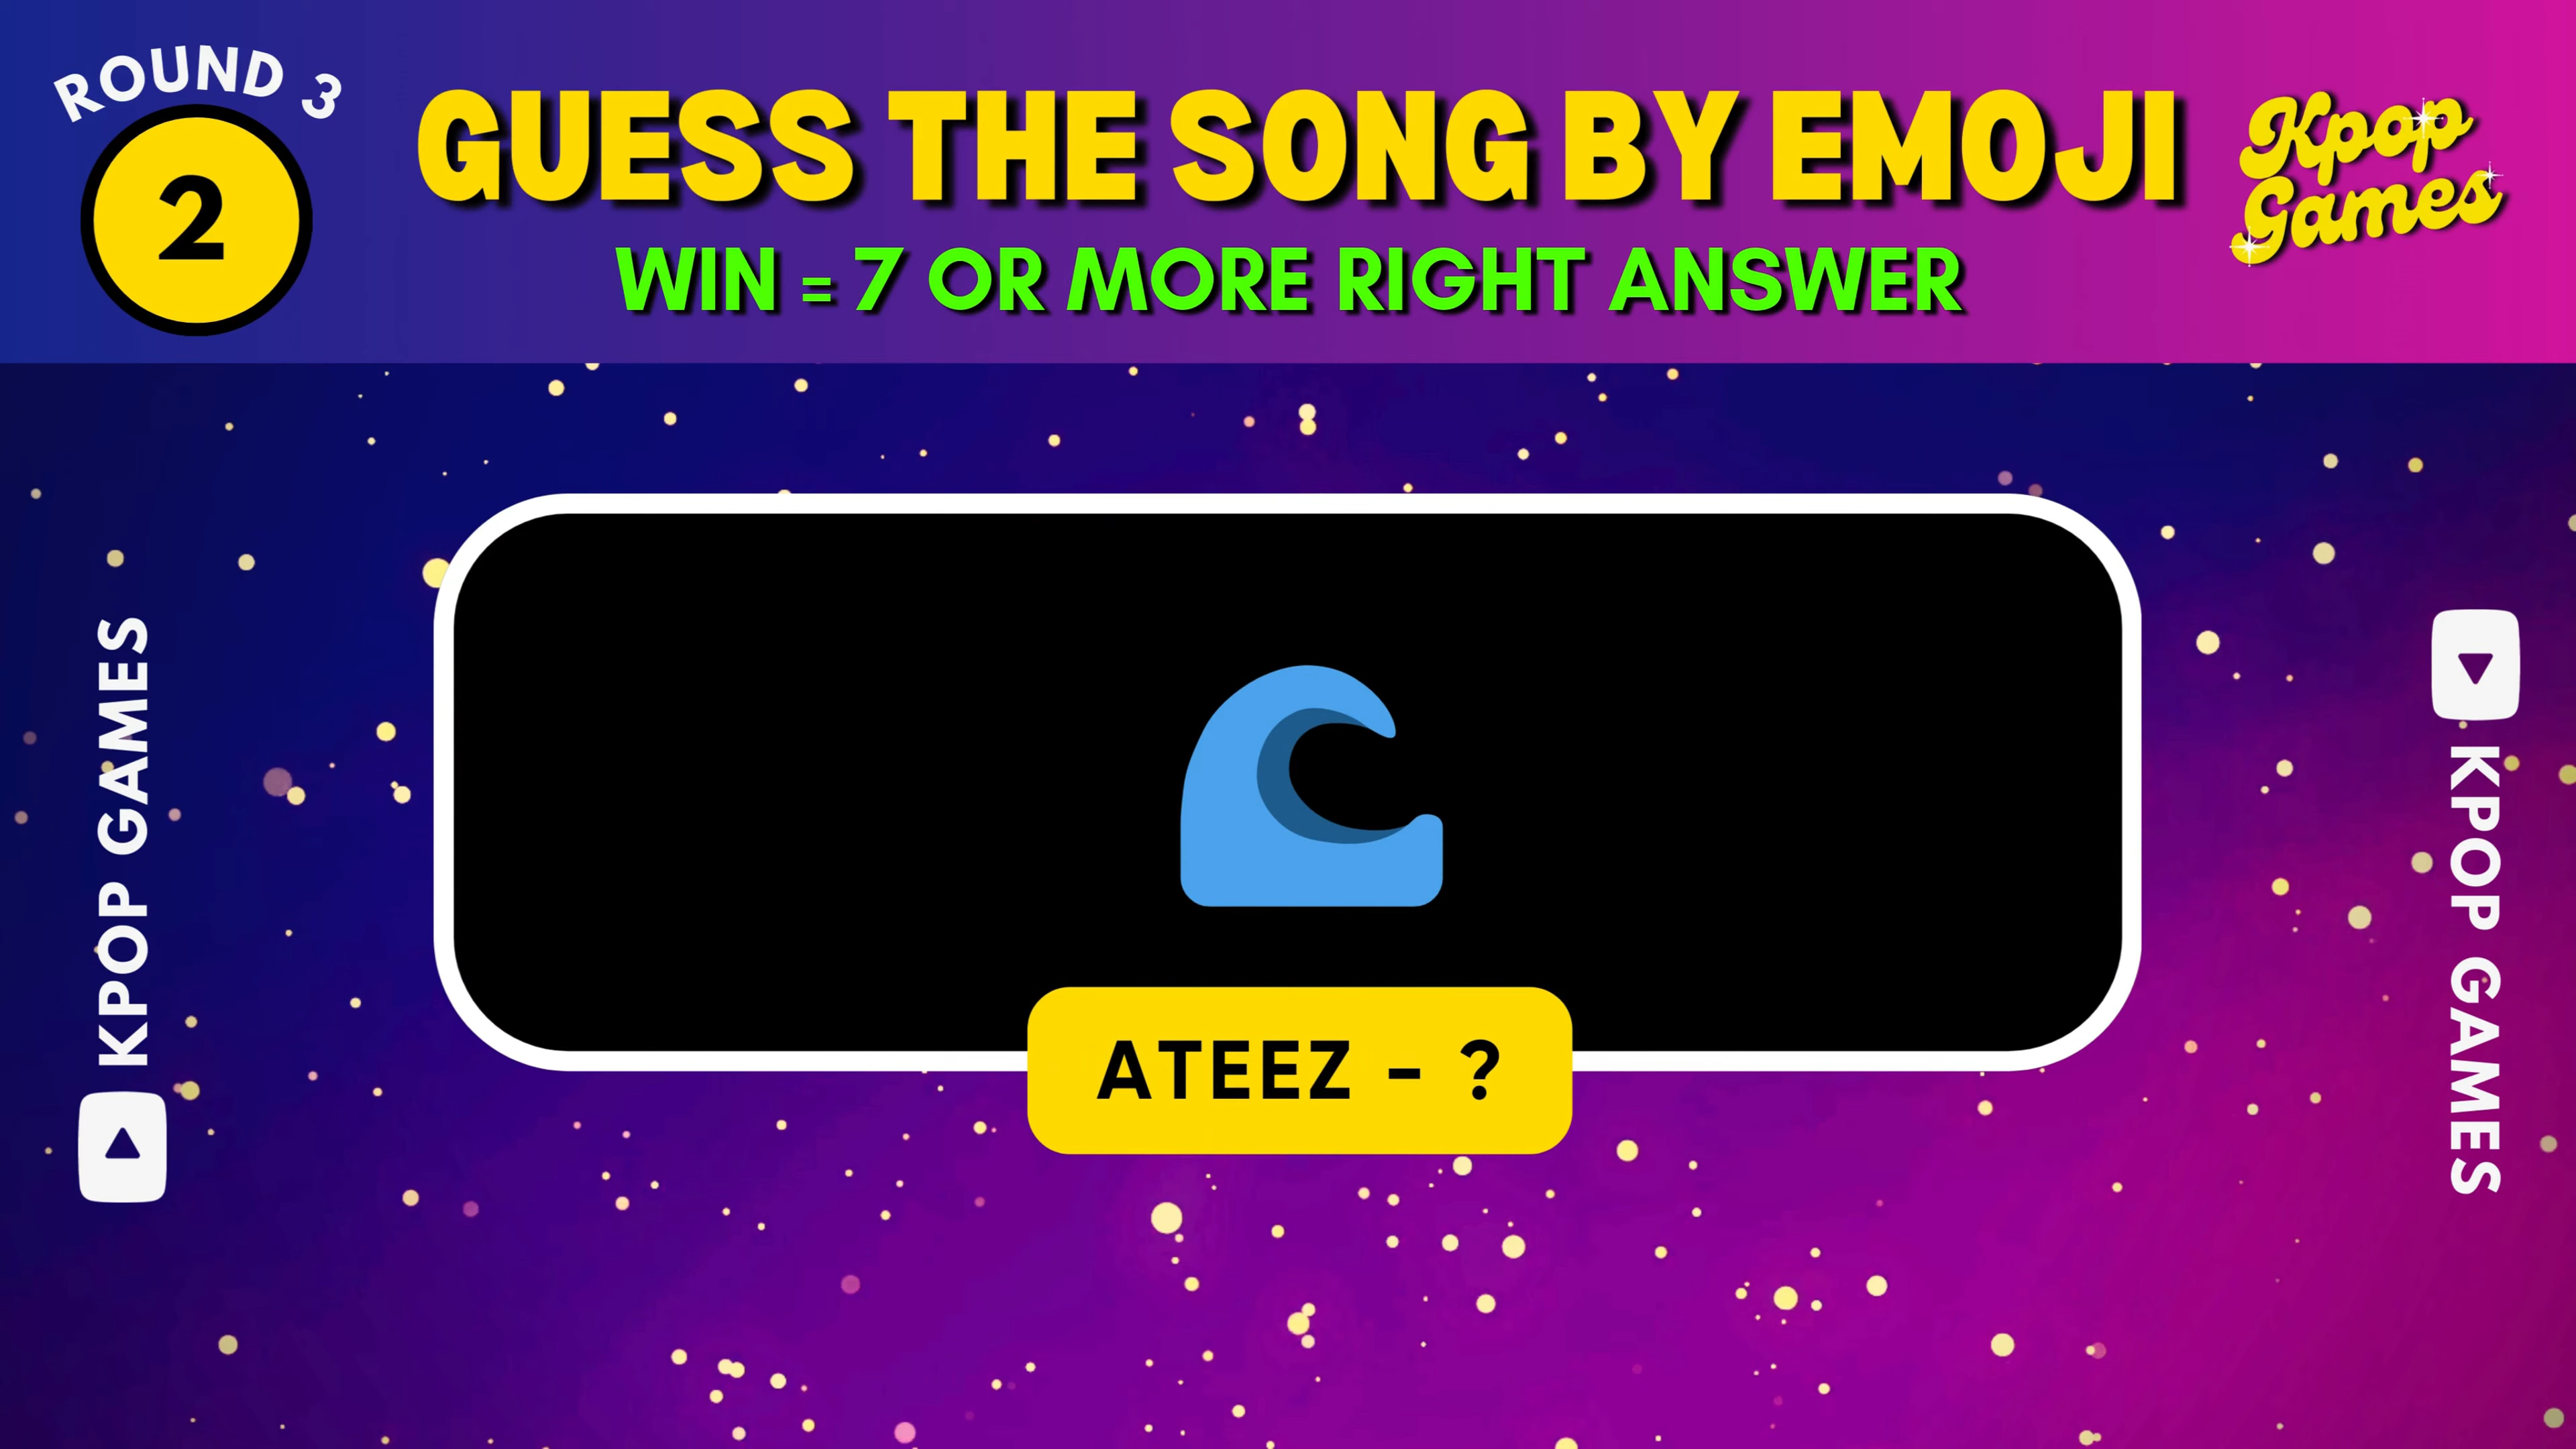 ROUND 3
2
GUESS THE SONG BY EMOJI
WIN = 7 OR MORE RIGHT ANSWER
Kpop
Games
KPOP GAMES
KPOP GAMES
ATEEZ - ?